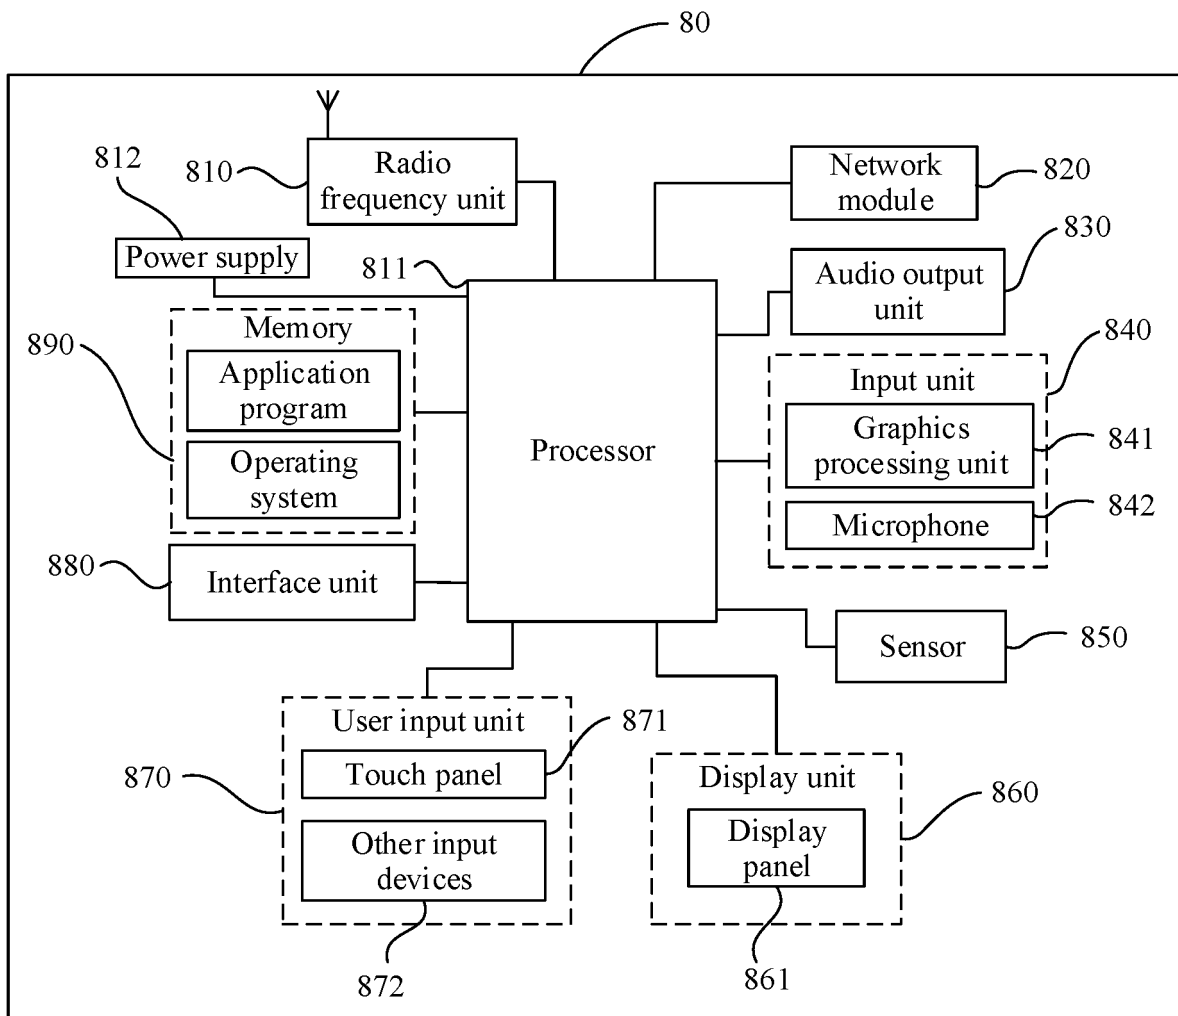 80
812
810
Radio
frequency unit
Network
module
820
Power supply
811
830
Audio output
unit
890
Memory
Application
program
Operating
system
Processor
840
Input unit
Graphics
processing unit
841
Microphone
842
880
Interface unit
Sensor
850
User input unit
871
870
Touch panel
Other input
devices
872
Display unit
860
Display
panel
861